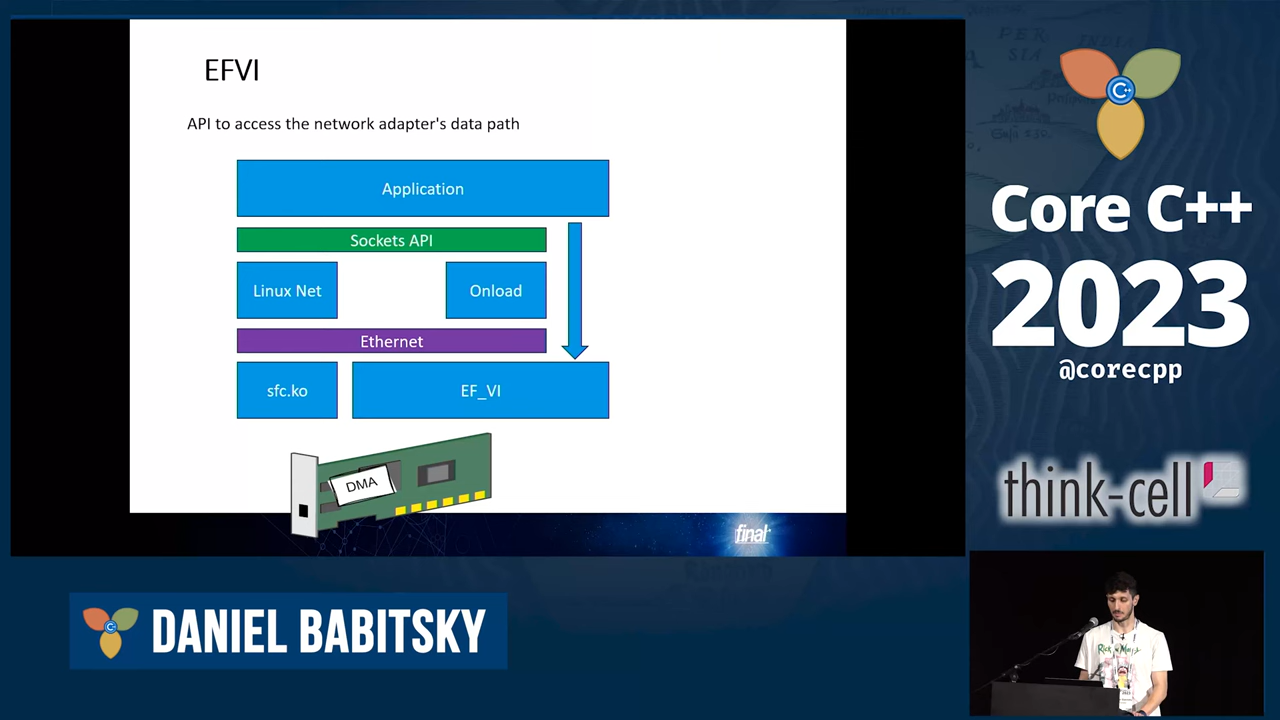 EFVI
API to access the network adapter's data path
Application
Sockets API
Linux Net
Onload
Ethernet
sfc.ko
EF_VI
DMA
final
C++
Core C++
2023
@corecpp
think-cell
C++
DANIEL BABITSKY